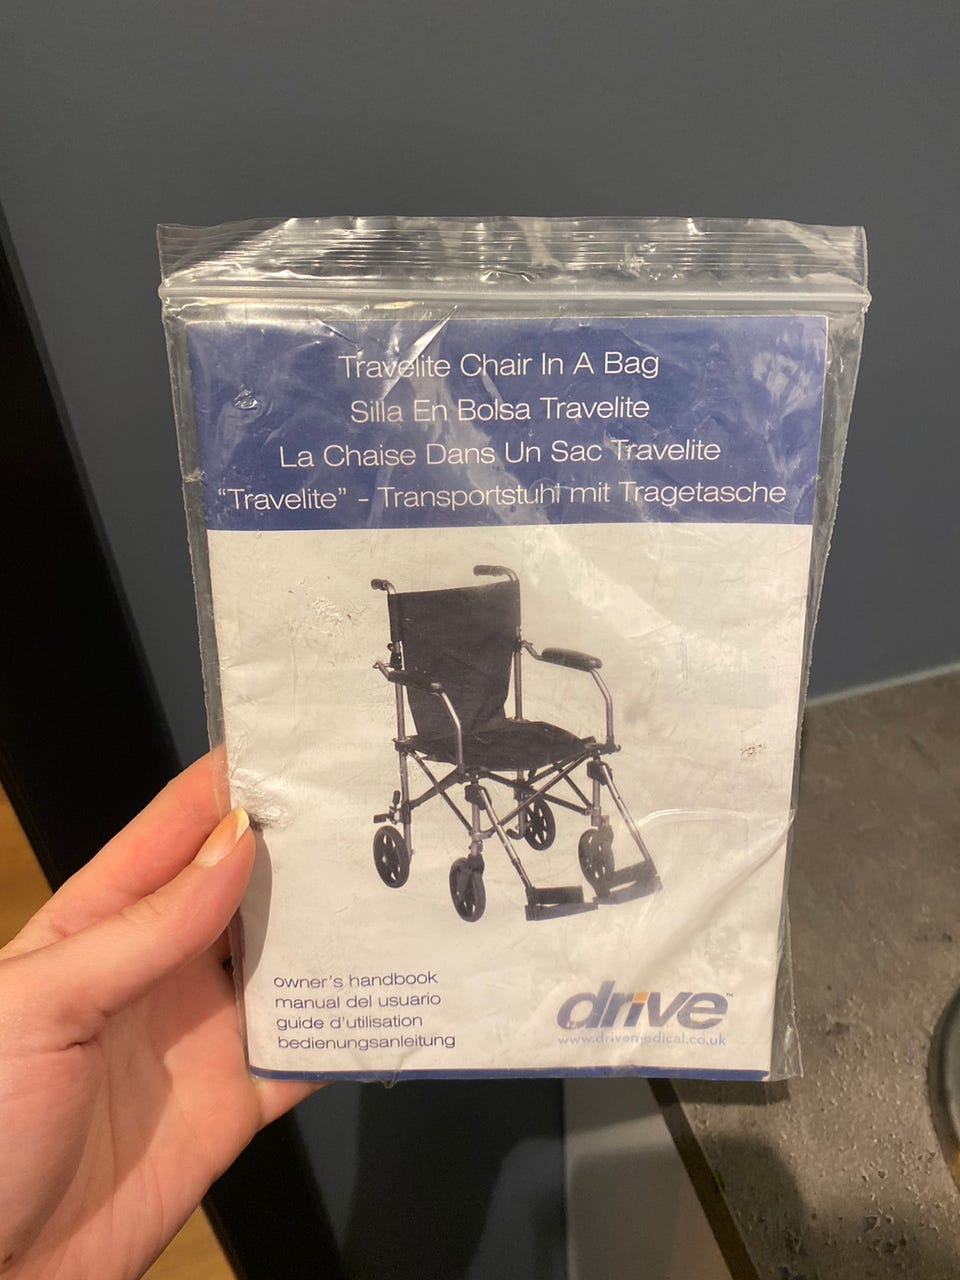 Travelite Chair In A Bag
Silla En Bolsa Travelite
La Chaise Dans Un Sac Travelite
“Travelite” - Transportstuhl mit Tragetasche
owner's handbook
manual del usuario
guide d'utilisation
bedienungsanleitung
drive™
www.drivemedical.co.uk